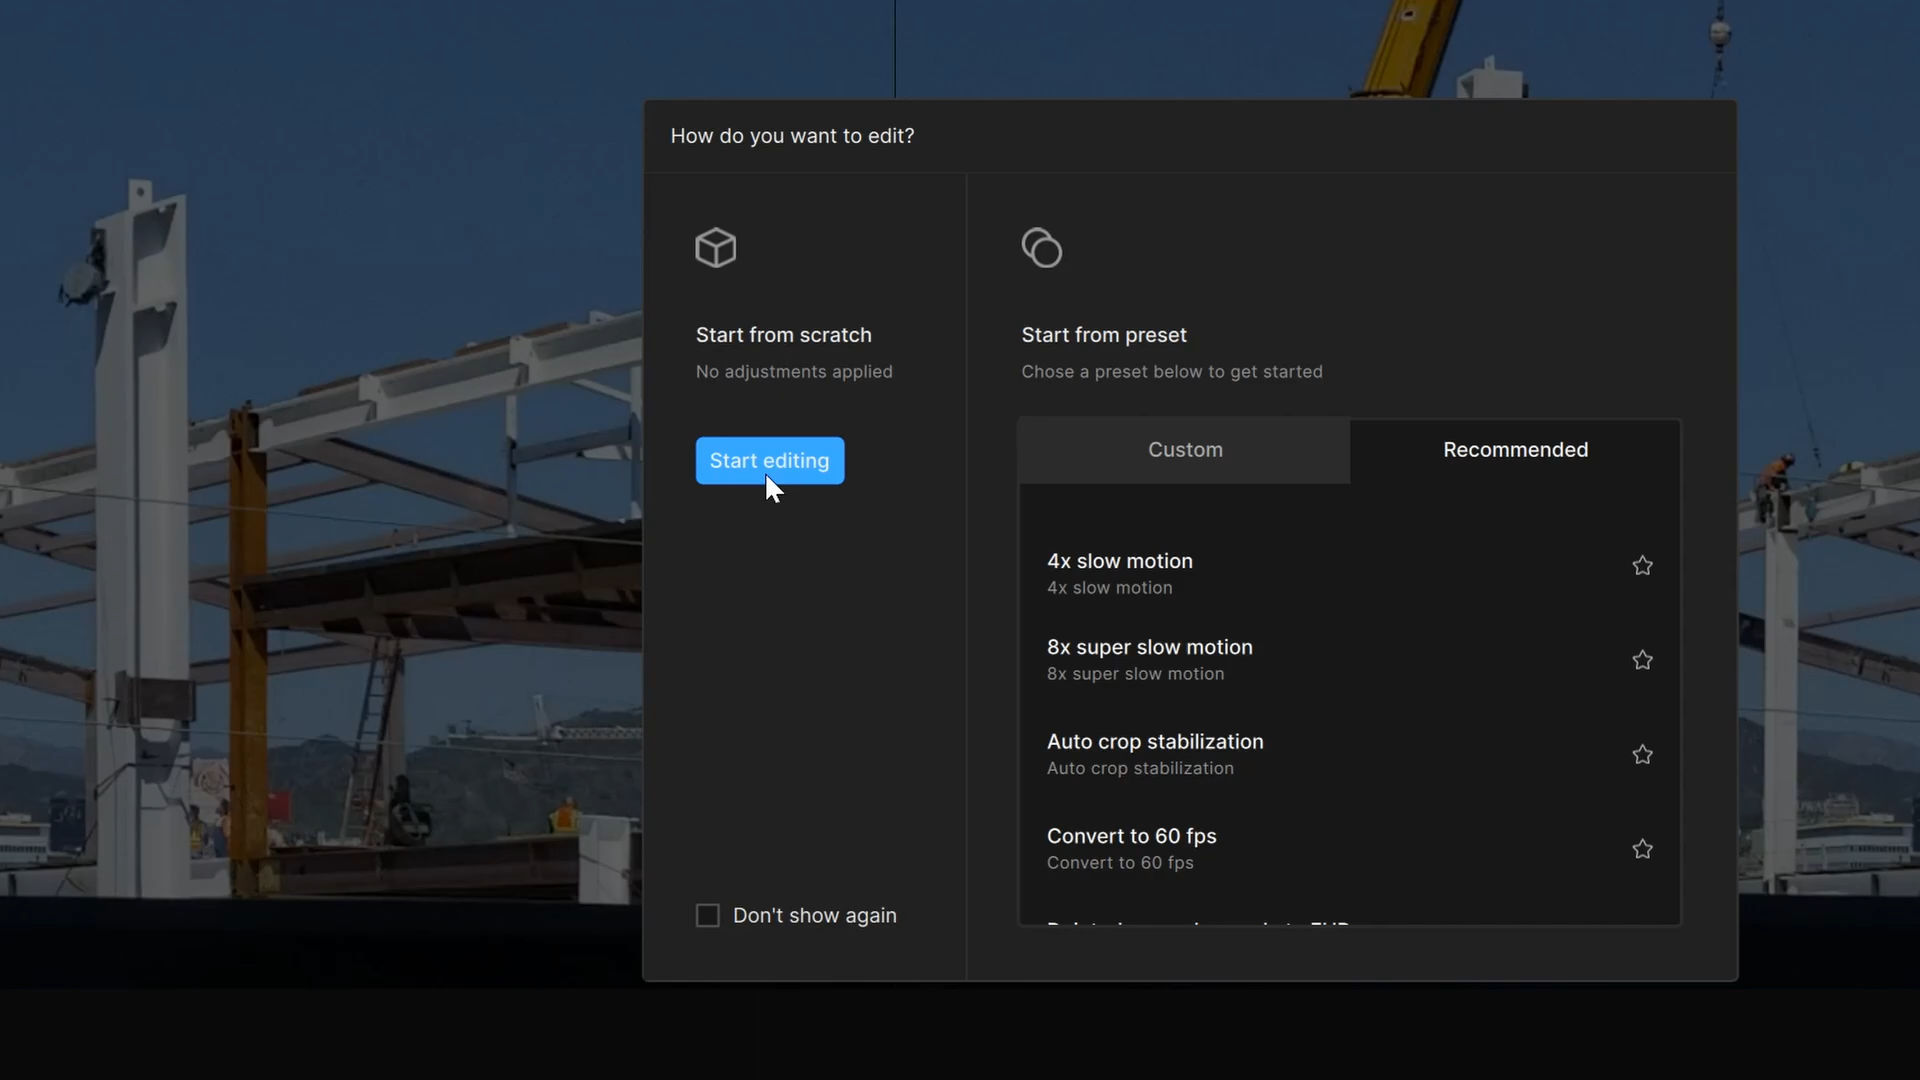 How do you want to edit?
Start from scratch
No adjustments applied
Start editing
Don't show again
Start from preset
Chose a preset below to get started
Custom
Recommended
4x slow motion
4x slow motion
8x super slow motion
8x super slow motion
Auto crop stabilization
Auto crop stabilization
Convert to 60 fps
Convert to 60 fps